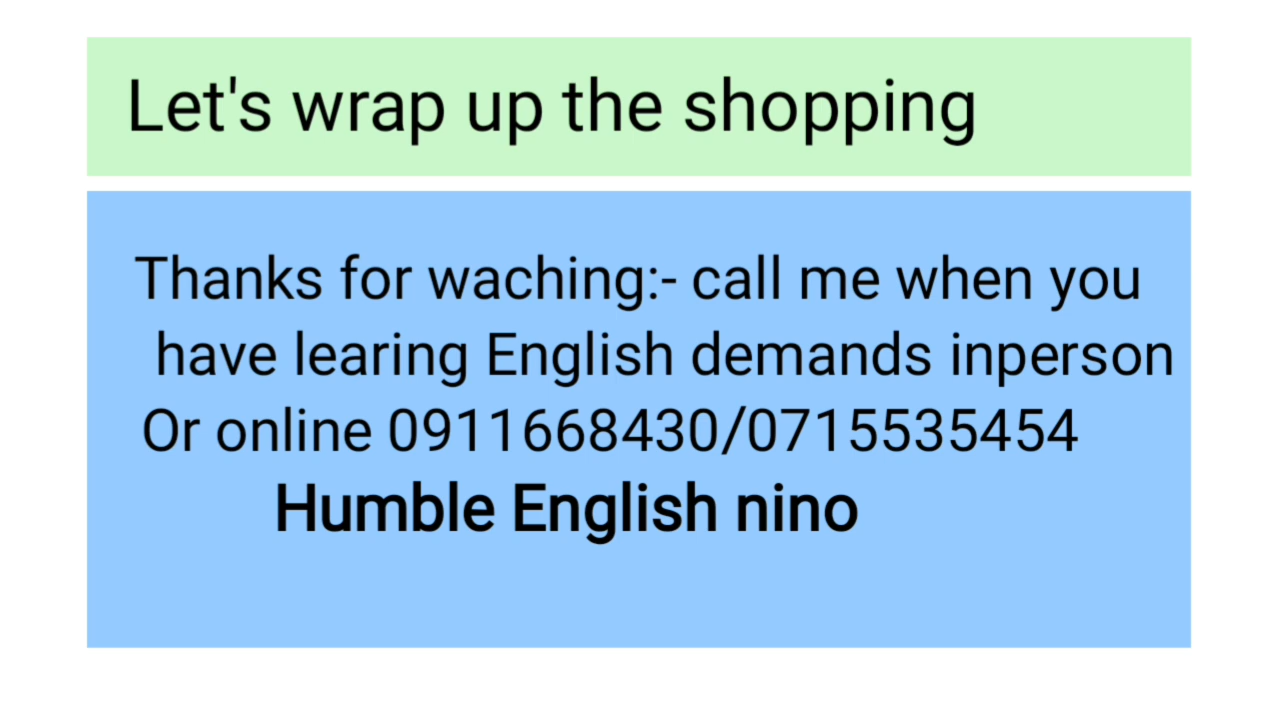 Let's wrap up the shopping
Thanks for waching:- call me when you
have learing English demands inperson
Or online 0911668430/0715535454
Humble English nino